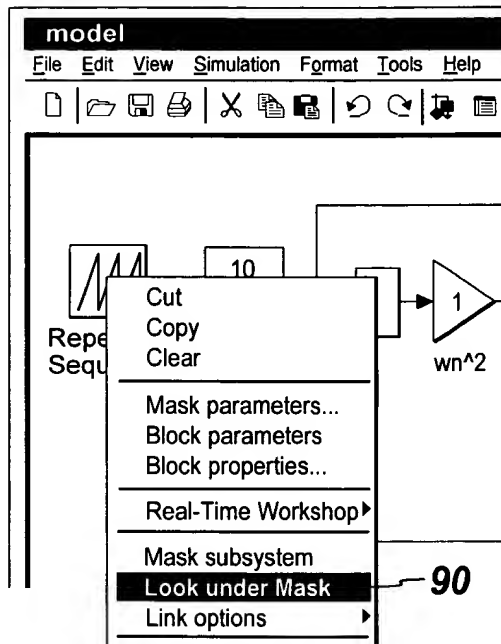 model
File Edit View Simulation Format Tools Help
10
1
Repe
Sequ
wn^2
Cut
Copy
Clear
Mask parameters...
Block parameters
Block properties...
Real-Time Workshop
Mask subsystem
Look under Mask
90
Link options